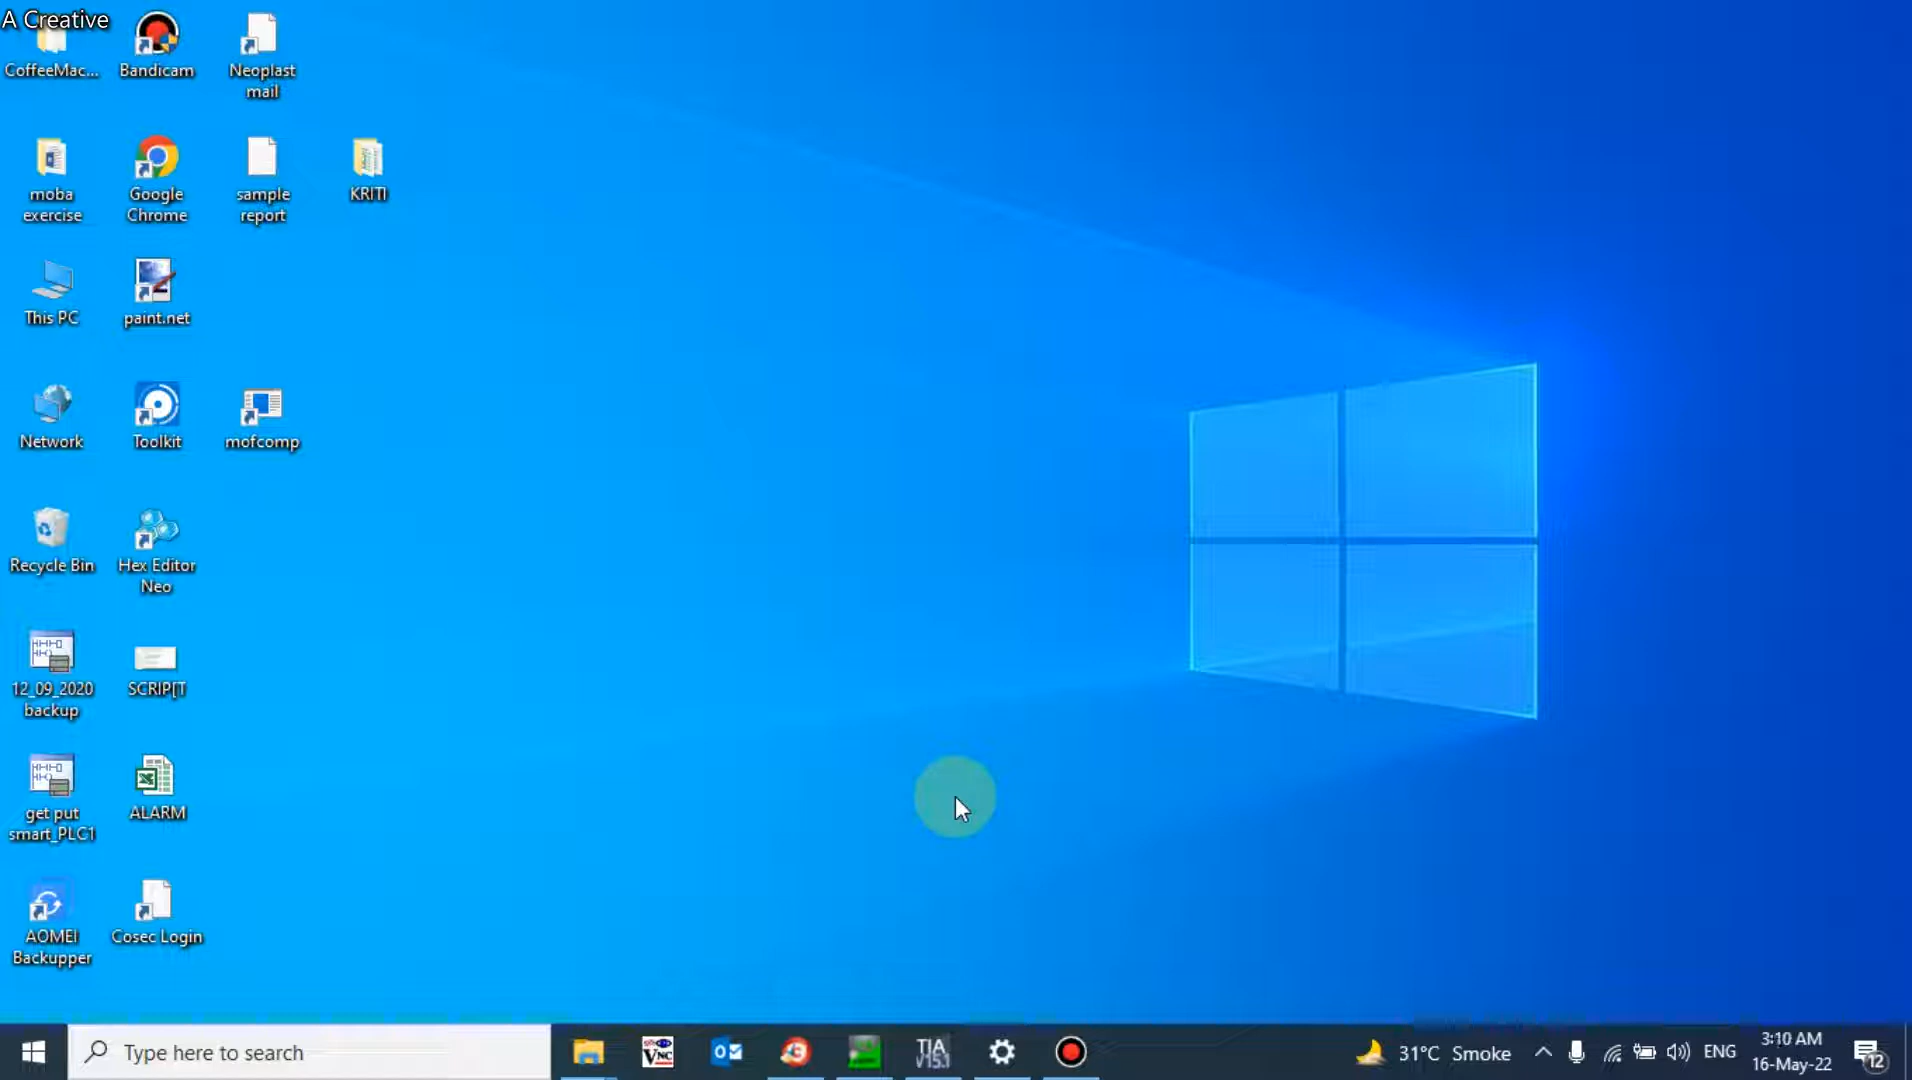 A Creative
CoffeeMac...
Bandicam
Neoplast
mail
moba
exercise
Google
Chrome
sample
report
KRITI
This PC
paint.net
Network
Toolkit
mofcomp
Recycle Bin
Hex Editor
Neo
12_09_2020
backup
SCRIP[T
get put
smart_PLC1
ALARM
AOMEI
Backupper
Cosec Login
Type here to search
VNC
TIA
V15.1
31°C Smoke
ENG
3:10 AM
16-May-22
12